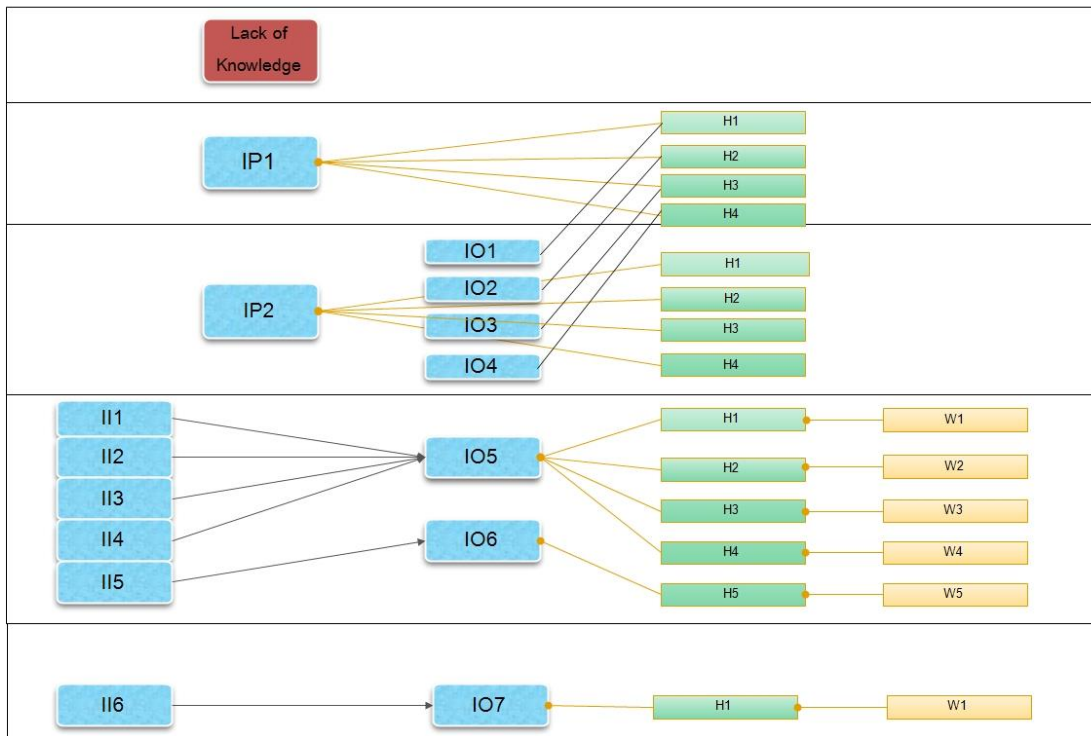 Lack of
Knowledge
IP1
H1
H2
H3
H4
IP2
IO1
IO2
IO3
IO4
H1
H2
H3
H4
II1
II2
II3
II4
II5
IO5
IO6
H1
H2
H3
H4
H5
W1
W2
W3
W4
W5
II6
IO7
H1
W1